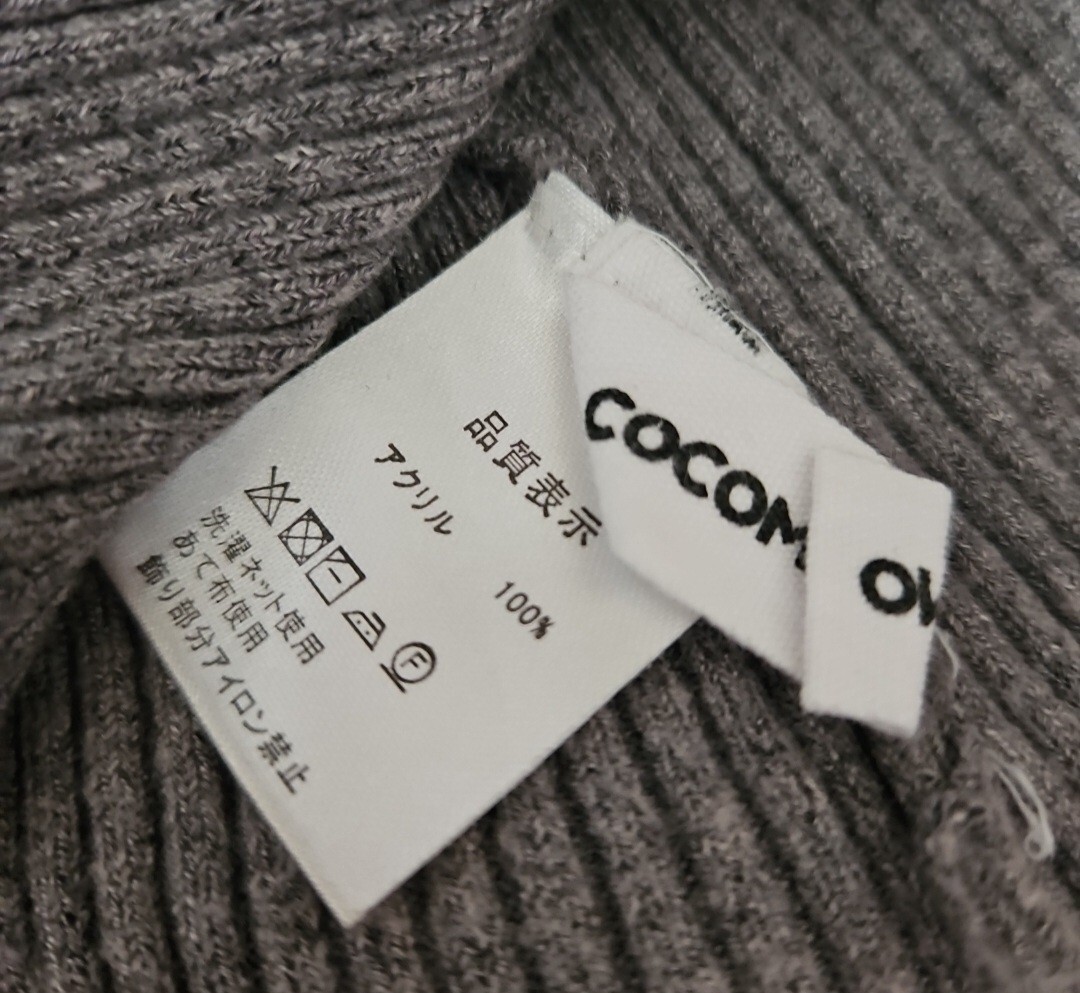 品質表示
アクリル 100%
F
洗濯ネット使用
あて布使用
飾り部分アイロン禁止
COCOM
OV